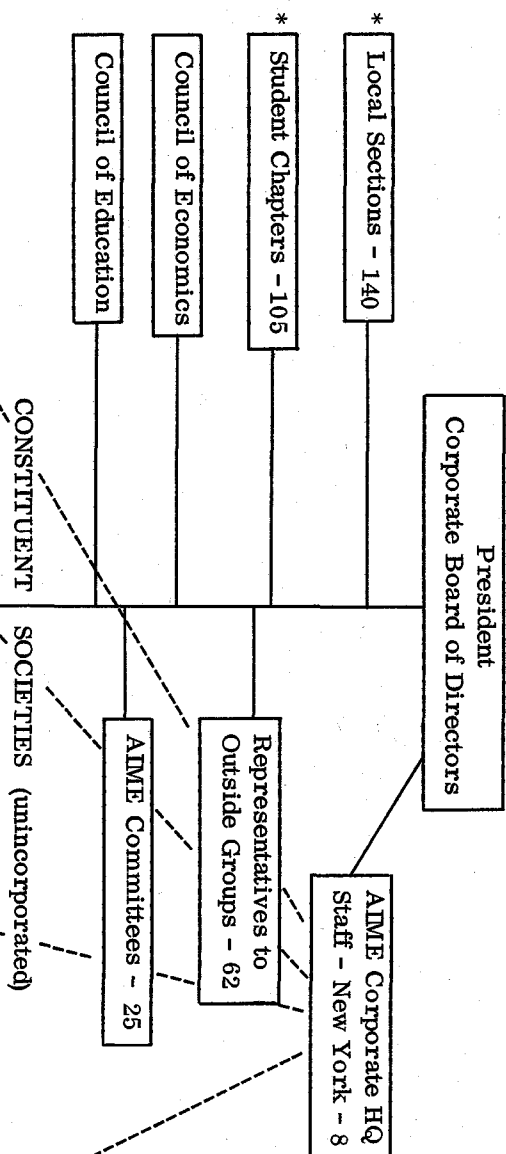 President
Corporate Board of Directors
AIME Corporate HQ
Staff - New York - 8
* Local Sections - 140
* Student Chapters - 105
Representatives to
Outside Groups - 62
Council of Economics
AIME Committees - 25
Council of Education
CONSTITUENT SOCIETIES (unincorporated)